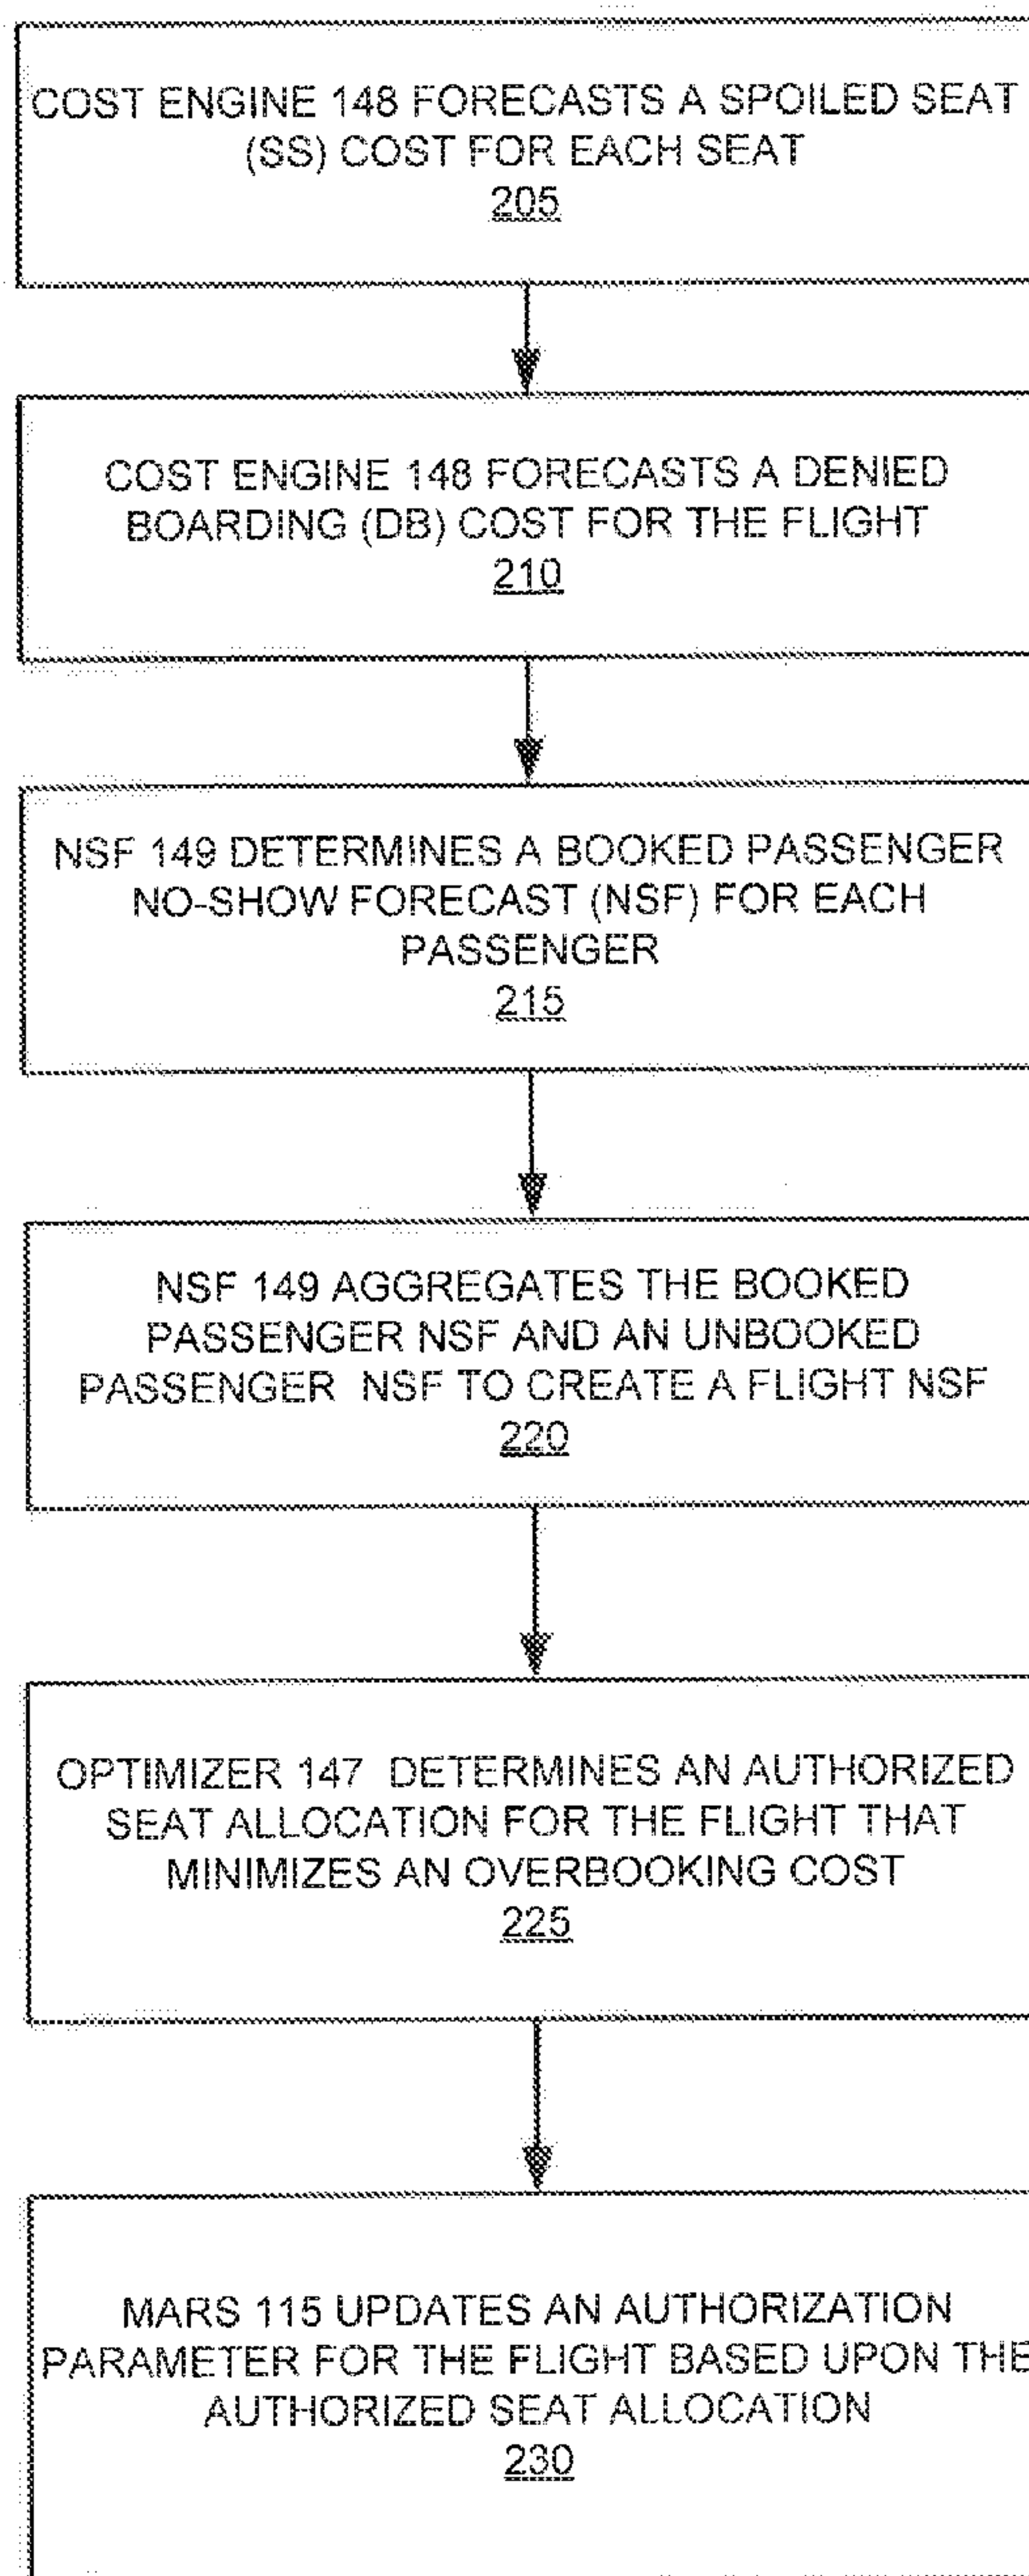 COST ENGINE 148 FORECASTS A SPOILED SEAT
(SS) COST FOR EACH SEAT
205
COST ENGINE 148 FORECASTS A DENIED
BOARDING (DB) COST FOR THE FLIGHT
210
NSF 149 DETERMINES A BOOKED PASSENGER
NO-SHOW FORECAST (NSF) FOR EACH
PASSENGER
215
NSF 149 AGGREGATES THE BOOKED
PASSENGER NSF AND AN UNBOOKED
PASSENGER NSF TO CREATE A FLIGHT NSF
220
OPTIMIZER 147 DETERMINES AN AUTHORIZED
SEAT ALLOCATION FOR THE FLIGHT THAT
MINIMIZES AN OVERBOOKING COST
225
MARS 115 UPDATES AN AUTHORIZATION
PARAMETER FOR THE FLIGHT BASED UPON THE
AUTHORIZED SEAT ALLOCATION
230